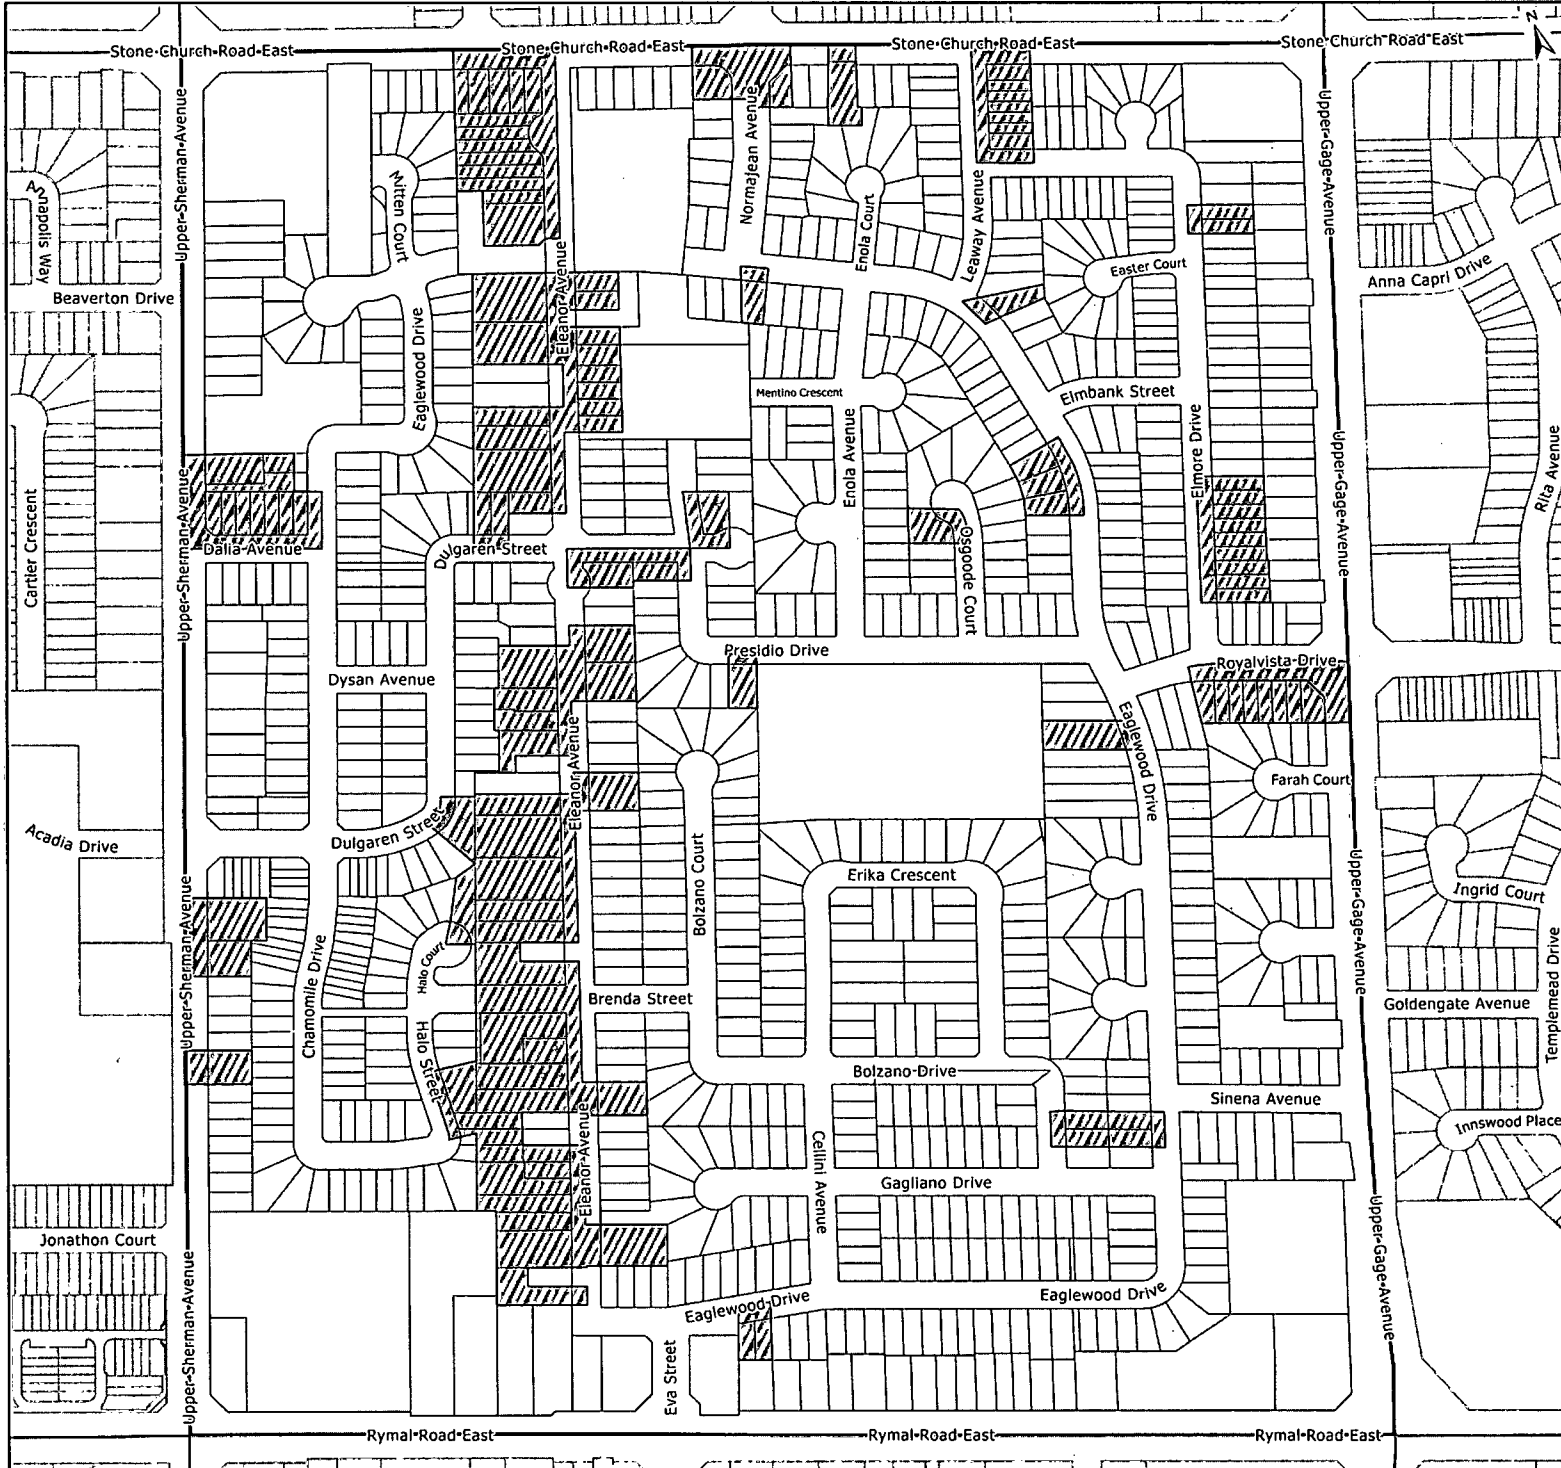 N
Stone Church Road East
Stone Church Road East
Stone Church Road East
Stone Church Road East
Upper Sherman Avenue
Annapolis Way
Mitten Court
Normajean Avenue
Enola Court
Leaway Avenue
Upper Gage Avenue
Beaverton Drive
Eleanor Avenue
Easter Court
Anna Capri Drive
Eaglewood Drive
Mentino Crescent
Elmbank Street
Enola Avenue
Elmore Drive
Upper Gage Avenue
Rita Avenue
Cartier Crescent
Upper Sherman Avenue
Dalia Avenue
Dulgaren Street
Osgoode Court
Presidio Drive
Royalvista Drive
Dysan Avenue
Eleanor Avenue
Eaglewood Drive
Farah Court
Acadia Drive
Dulgaren Street
Bolzano Court
Erika Crescent
Upper Gage Avenue
Ingrid Court
Upper Sherman Avenue
Chamomile Drive
Halo Court
Brenda Street
Goldengate Avenue
Templemead Drive
Halo Street
Bolzano Drive
Sinena Avenue
Innswood Place
Eleanor Avenue
Cellini Avenue
Gagliano Drive
Upper Gage Avenue
Jonathon Court
Upper Sherman Avenue
Eaglewood Drive
Eaglewood Drive
Eva Street
Rymal Road East
Rymal Road East
Rymal Road East